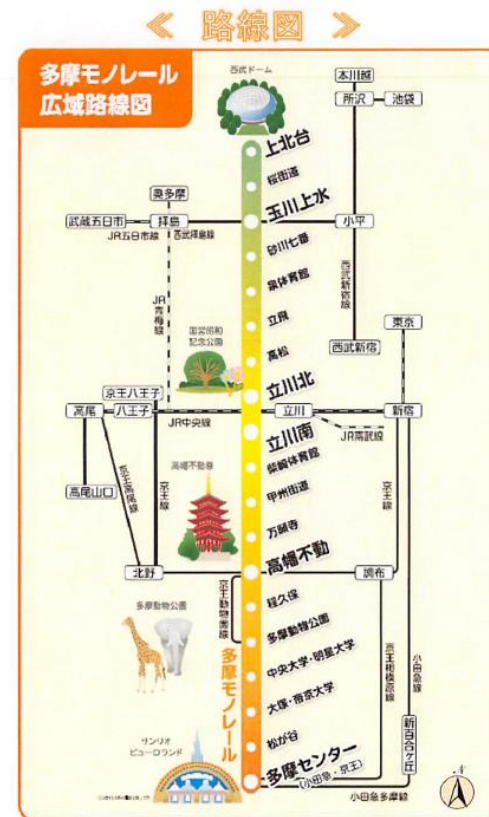 ≪ 路線図 ≫
多摩モノレール
広域路線図
西武ドーム
本川越
所沢
池袋
上北台
桜街道
奥多摩
玉川上水
武蔵五日市
拝島
小平
JR五日市線
西武拝島線
砂川七番
泉体育館
西武新宿線
JR青梅線
立飛
東京
国営昭和
記念公園
高松
西武新宿
京王八王子
立川北
高尾
八王子
立川
新宿
JR中央線
立川南
JR南武線
柴崎体育館
高幡不動尊
高尾山口
京王高尾線
京王線
甲州街道
京王線
万願寺
高幡不動
北野
調布
京王動物園線
程久保
多摩動物公園
多摩動物公園
中央大学・明星大学
京王相模原線
小田急線
多摩モノレール
大塚・帝京大学
新百合ヶ丘
サンリオ
ピューロランド
松が谷
多摩センター
(小田急・京王)
小田急多摩線